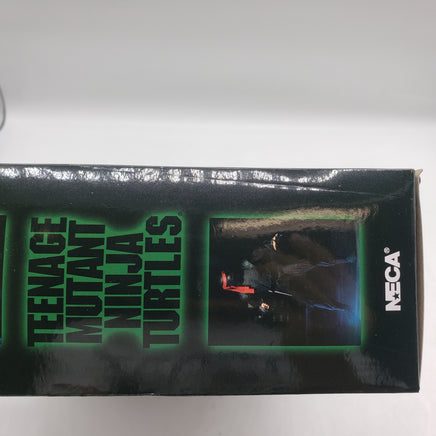 TEENAGE
MUTANT
NINJA
TURTLES
NECA®